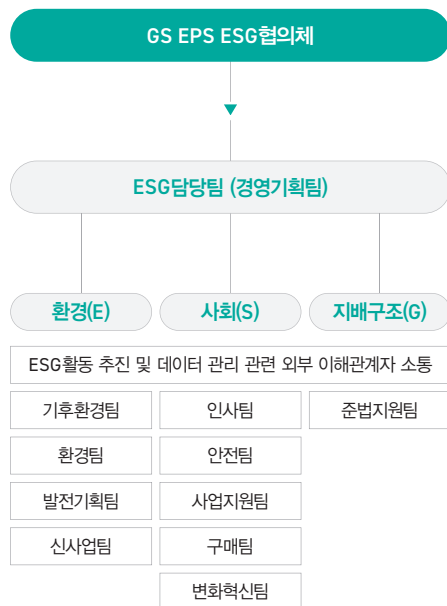 GS EPS ESG협의체
ESG담당팀 (경영기획팀)
환경(E)
사회(S)
지배구조(G)
ESG활동 추진 및 데이터 관리 관련 외부 이해관계자 소통
기후환경팀
인사팀
준법지원팀
환경팀
안전팀
발전기획팀
사업지원팀
신사업팀
구매팀
변화혁신팀